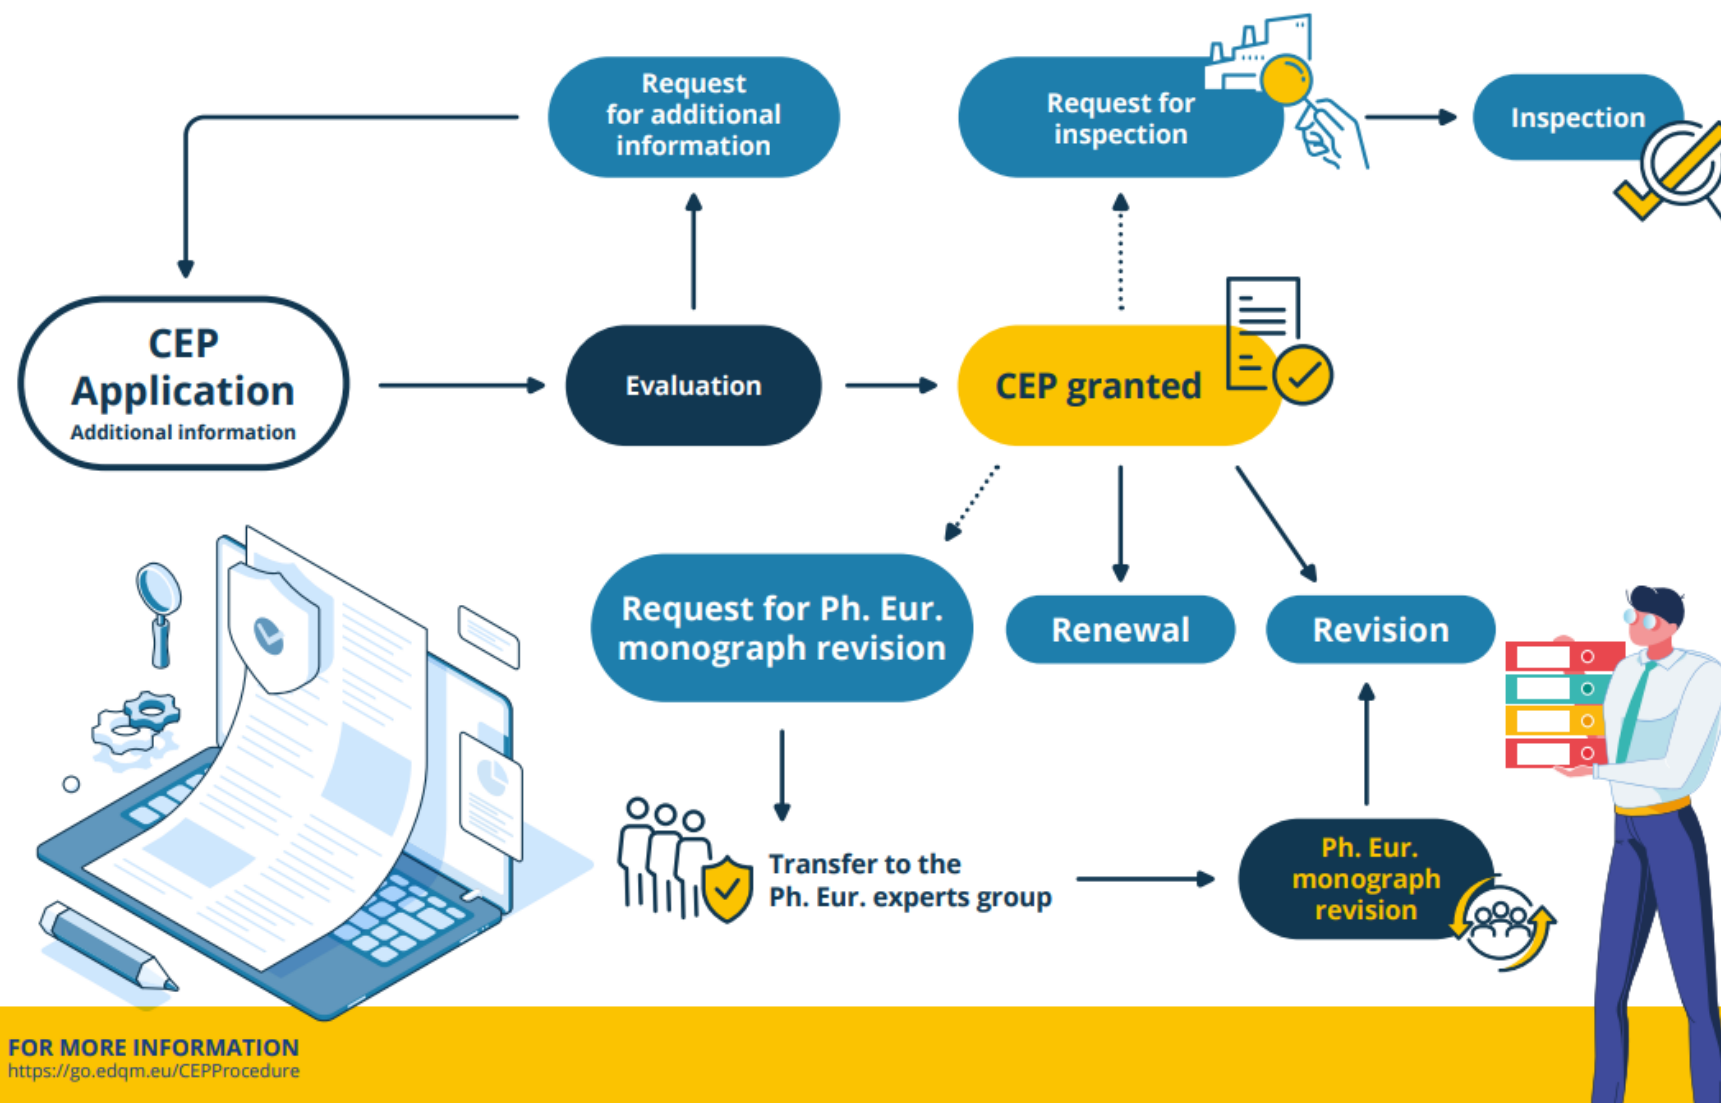 Request
for additional
information
Request for
inspection
Inspection
CEP
Application
Additional information
Evaluation
CEP granted
Request for Ph. Eur.
monograph revision
Renewal
Revision
Transfer to the
Ph. Eur. experts group
Ph. Eur.
monograph
revision
FOR MORE INFORMATION
https://go.edqm.eu/CEPProcedure